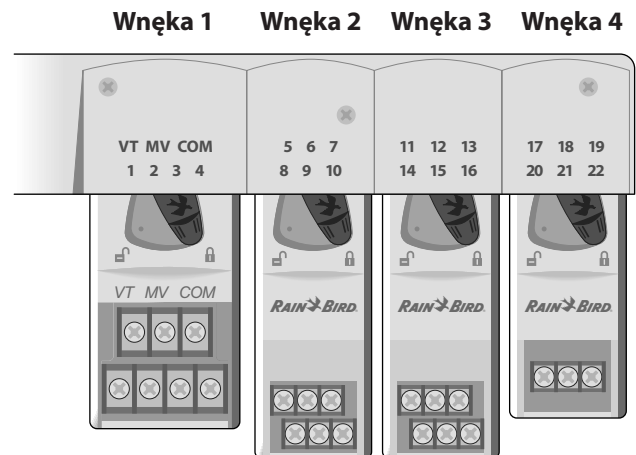 Wnęka 1 Wnęka 2 Wnęka 3 Wnęka 4
VT MV COM 5 6 7 11 12 13 17 18 19
1 2 3 4 8 9 10 14 15 16 20 21 22
VT MV COM
RAIN BIRD. RAIN BIRD. RAIN BIRD.